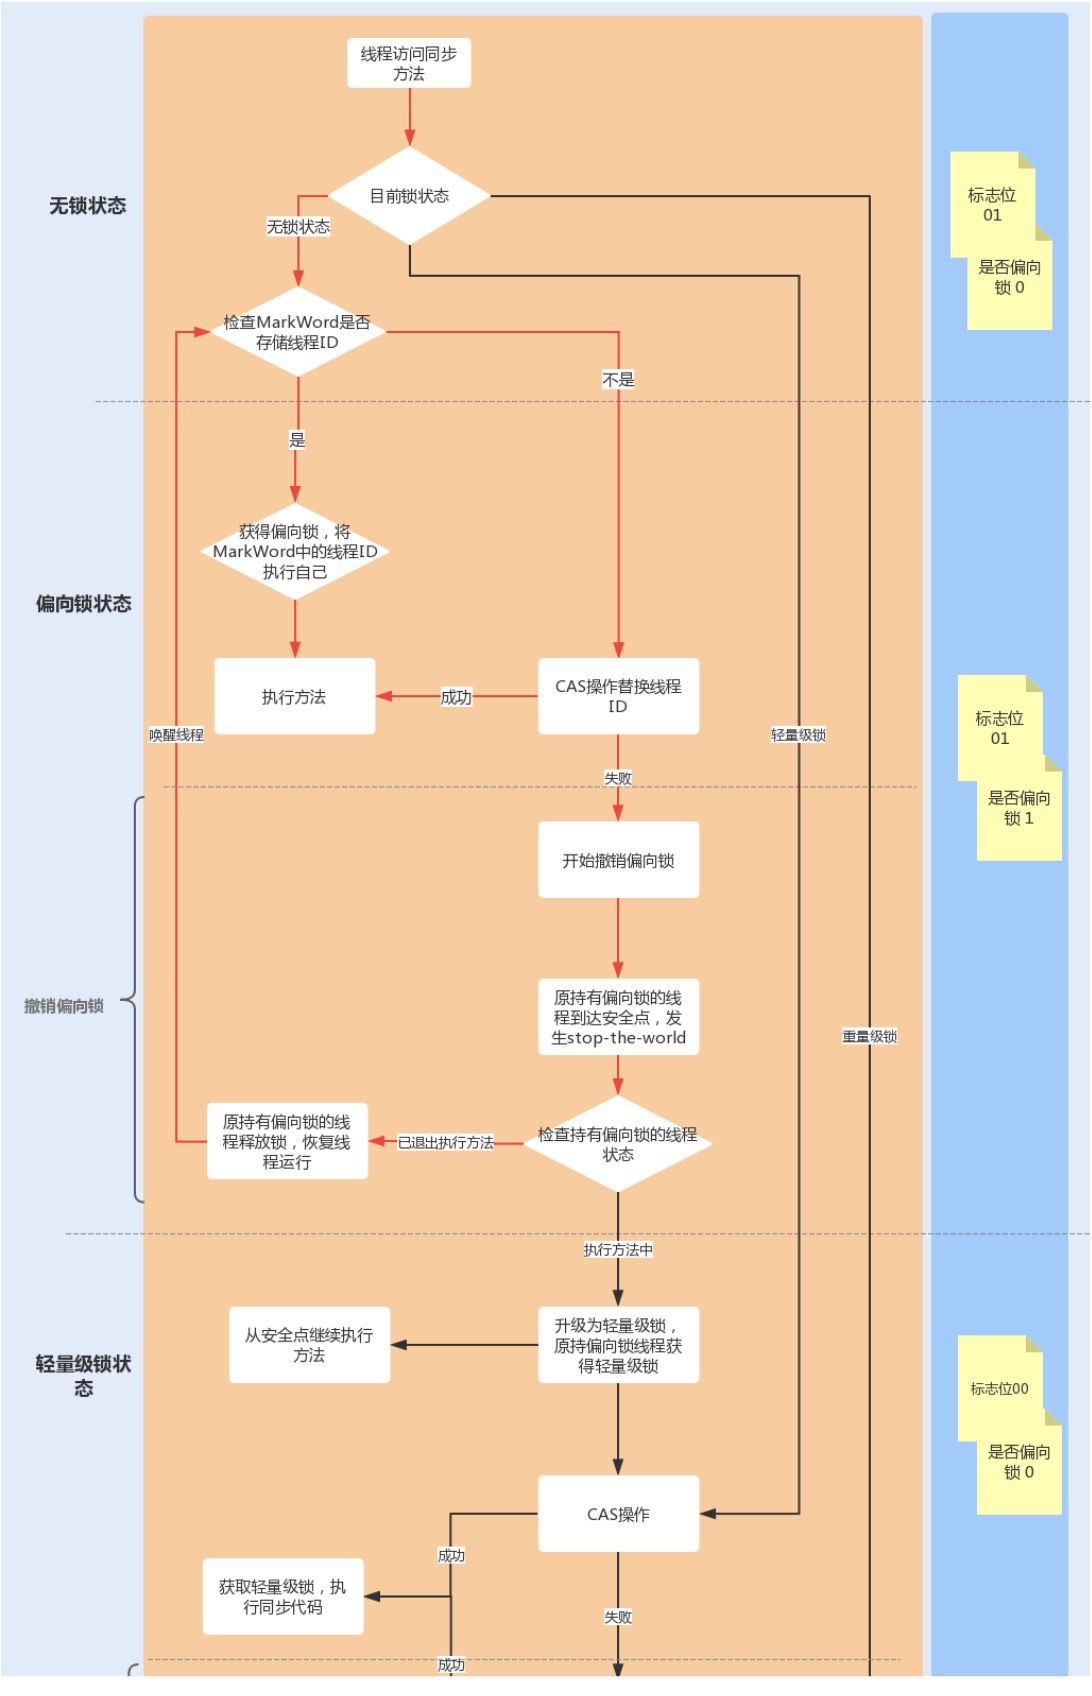 线程访问同步
方法
目前锁状态
标志位
01
无锁状态
无锁状态
是否偏向
锁 0
检查MarkWord是否
存储线程ID
不是
是
获得偏向锁，将
MarkWord中的线程ID
执行自己
偏向锁状态
执行方法
成功
CAS操作替换线程
ID
标志位
01
唤醒线程
轻量级锁
失败
是否偏向
锁 1
开始撤销偏向锁
撤销偏向锁
原持有偏向锁的线
程到达安全点，发
生stop-the-world
重量级锁
原持有偏向锁的线
程释放锁，恢复线
程运行
已退出执行方法
检查持有偏向锁的线程
状态
执行方法中
从安全点继续执行
方法
升级为轻量级锁，
原持偏向锁线程获
得轻量级锁
轻量级锁状
态
标志位00
是否偏向
锁 0
CAS操作
成功
获取轻量级锁，执
行同步代码
失败
成功